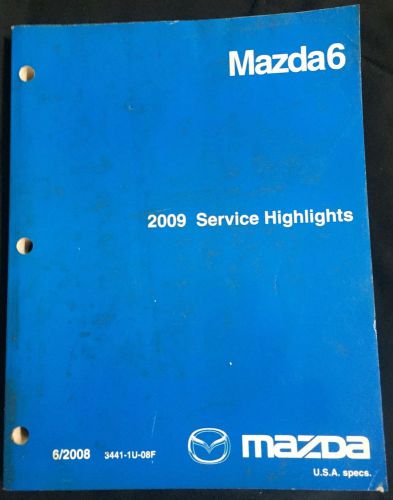 Mazda6
2009 Service Highlights
6/2008 3441-1U-08F mazda
U.S.A. specs.